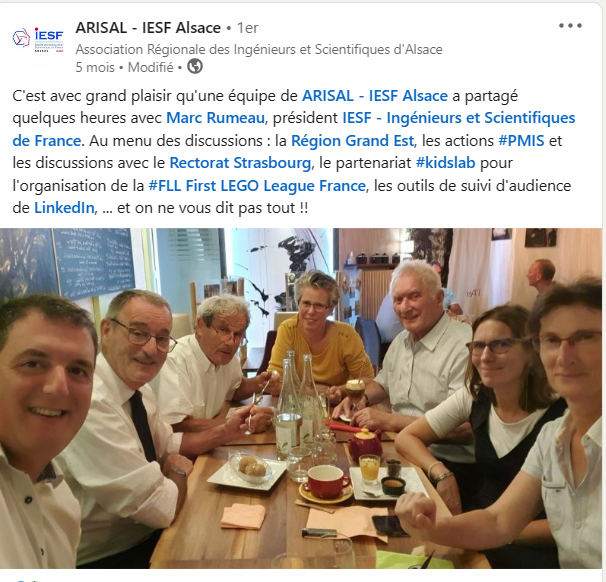 iESF
ARISAL - IESF Alsace • 1er
Association Régionale des Ingénieurs et Scientifiques d'Alsace
5 mois • Modifié •
C'est avec grand plaisir qu'une équipe de ARISAL - IESF Alsace a partagé
quelques heures avec Marc Rumeau, président IESF - Ingénieurs et Scientifiques
de France. Au menu des discussions : la Région Grand Est, les actions #PMIS et
les discussions avec le Rectorat Strasbourg, le partenariat #kidslab pour
l'organisation de la #FLL First LEGO League France, les outils de suivi d'audience
de LinkedIn, ... et on ne vous dit pas tout !!